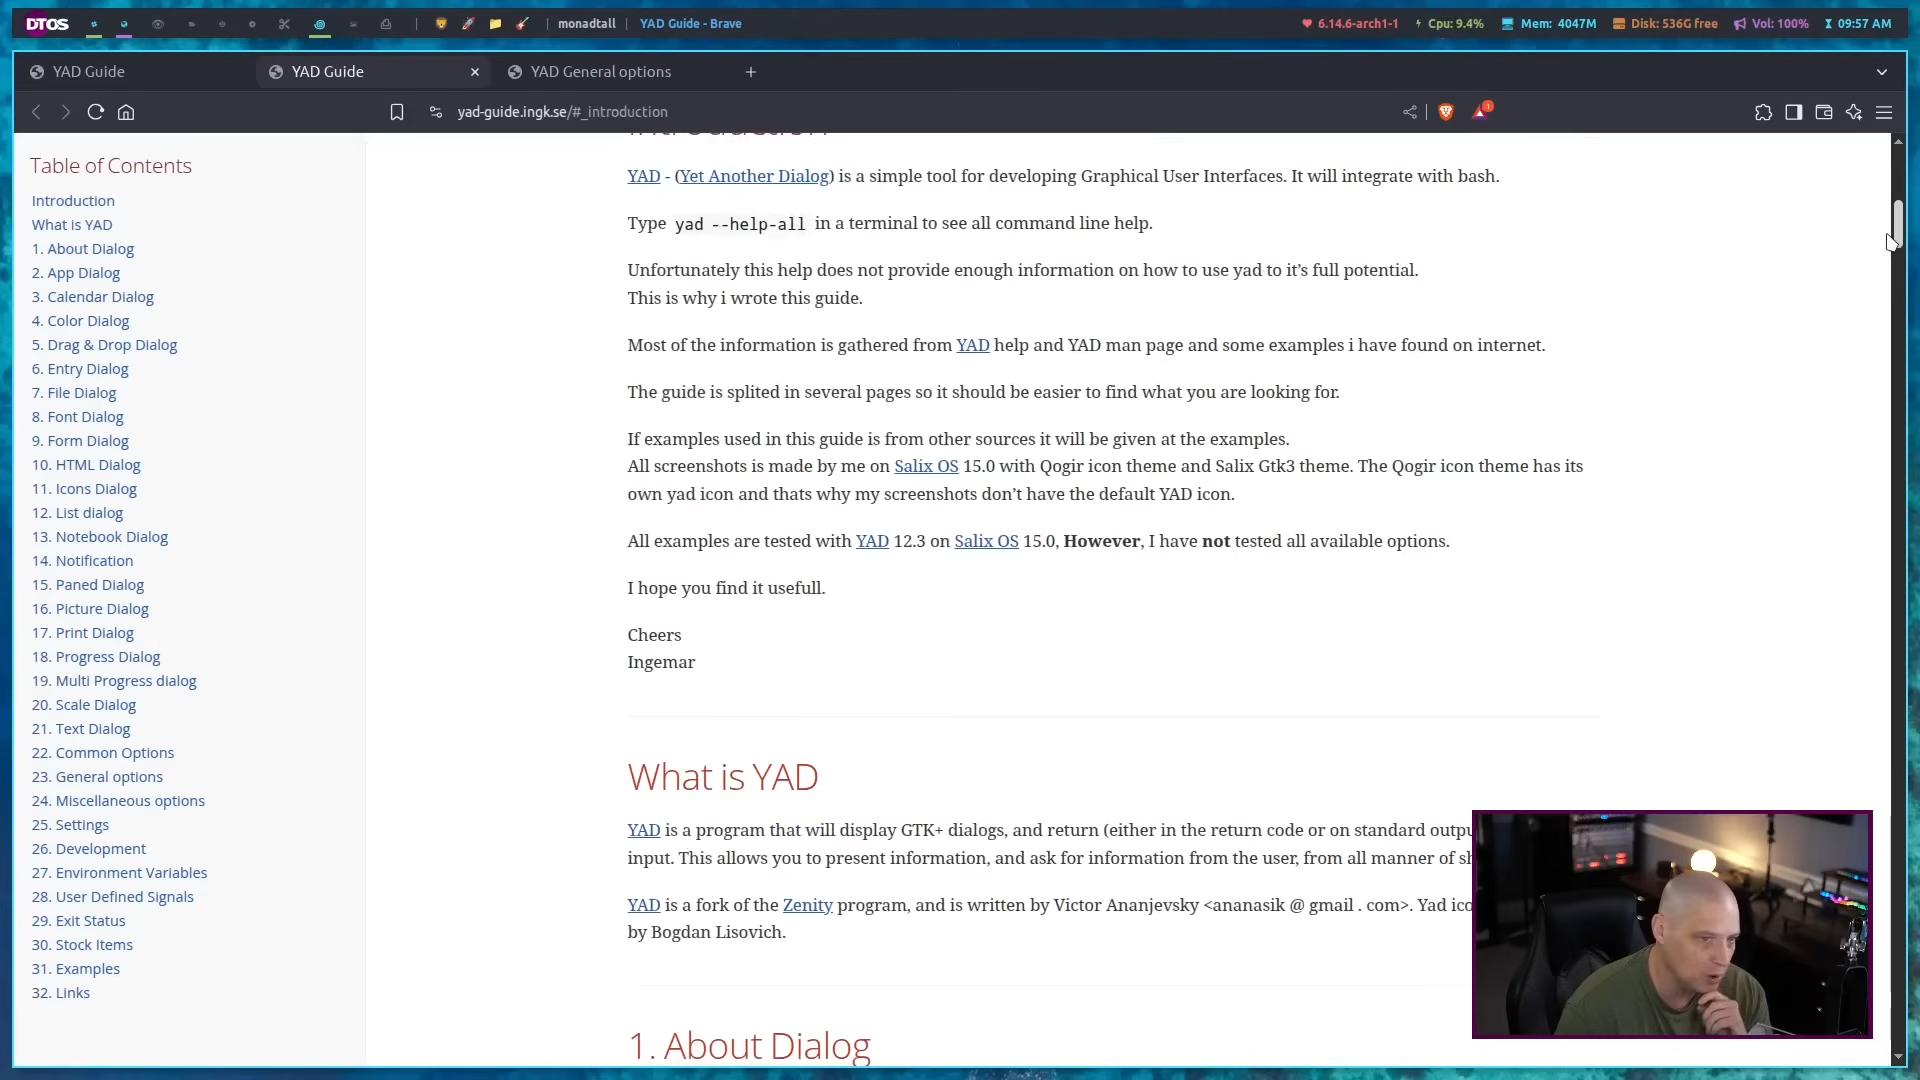 DTOS
monadtall
YAD Guide - Brave
6.14.6-arch1-1
Cpu: 9.4%
Mem: 4047M
Disk: 536G free
Vol: 100%
09:57 AM
YAD Guide
YAD Guide
YAD General options
yad-guide.ingk.se/#_introduction
1
Table of Contents
Introduction
What is YAD
1. About Dialog
2. App Dialog
3. Calendar Dialog
4. Color Dialog
5. Drag & Drop Dialog
6. Entry Dialog
7. File Dialog
8. Font Dialog
9. Form Dialog
10. HTML Dialog
11. Icons Dialog
12. List dialog
13. Notebook Dialog
14. Notification
15. Paned Dialog
16. Picture Dialog
17. Print Dialog
18. Progress Dialog
19. Multi Progress dialog
20. Scale Dialog
21. Text Dialog
22. Common Options
23. General options
24. Miscellaneous options
25. Settings
26. Development
27. Environment Variables
28. User Defined Signals
29. Exit Status
30. Stock Items
31. Examples
32. Links
YAD - (Yet Another Dialog) is a simple tool for developing Graphical User Interfaces. It will integrate with bash.
Type yad --help-all in a terminal to see all command line help.
Unfortunately this help does not provide enough information on how to use yad to it’s full potential.
This is why i wrote this guide.
Most of the information is gathered from YAD help and YAD man page and some examples i have found on internet.
The guide is splited in several pages so it should be easier to find what you are looking for.
If examples used in this guide is from other sources it will be given at the examples.
All screenshots is made by me on Salix OS 15.0 with Qogir icon theme and Salix Gtk3 theme. The Qogir icon theme has its
own yad icon and thats why my screenshots don’t have the default YAD icon.
All examples are tested with YAD 12.3 on Salix OS 15.0, However, I have not tested all available options.
I hope you find it usefull.
Cheers
Ingemar
What is YAD
YAD is a program that will display GTK+ dialogs, and return (either in the return code or on standard outpu
input. This allows you to present information, and ask for information from the user, from all manner of sh
YAD is a fork of the Zenity program, and is written by Victor Ananjevsky <ananasik @ gmail . com>. Yad ico
by Bogdan Lisovich.
1. About Dialog